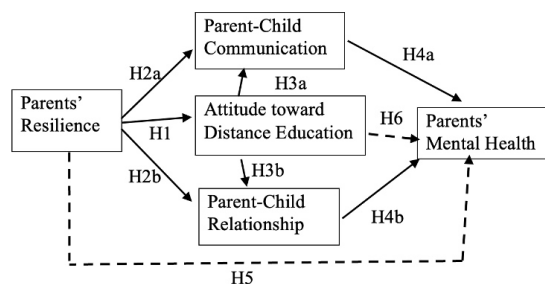 Parent-Child
Communication
H4a
H2a
H3a
Parents’
Resilience
Attitude toward
Distance Education
H6
Parents’
Mental Health
H1
H3b
H2b
Parent-Child
Relationship
H4b
H5